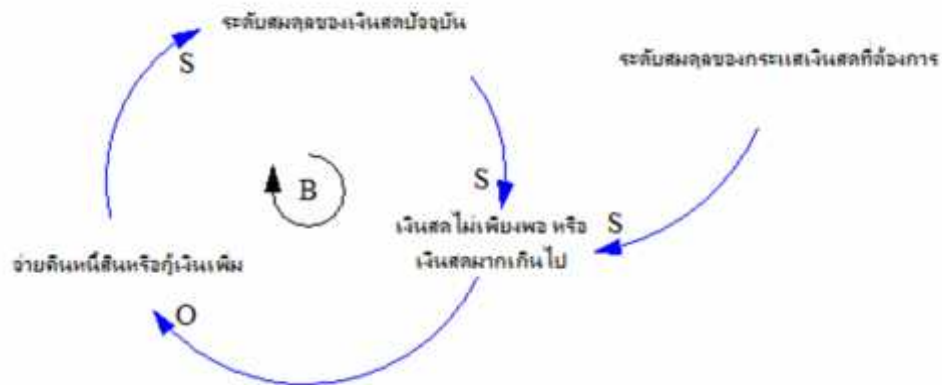 ระดับสมดุลของเงินสดปัจจุบัน
S
ระดับสมดุลของกระแสเงินสดที่ต้องการ
B
S
เงินสดไม่เพียงพอ หรือ
เงินสดมากเกินไป
S
จ่ายคืนหนี้สินหรือกู้เงินเพิ่ม
O